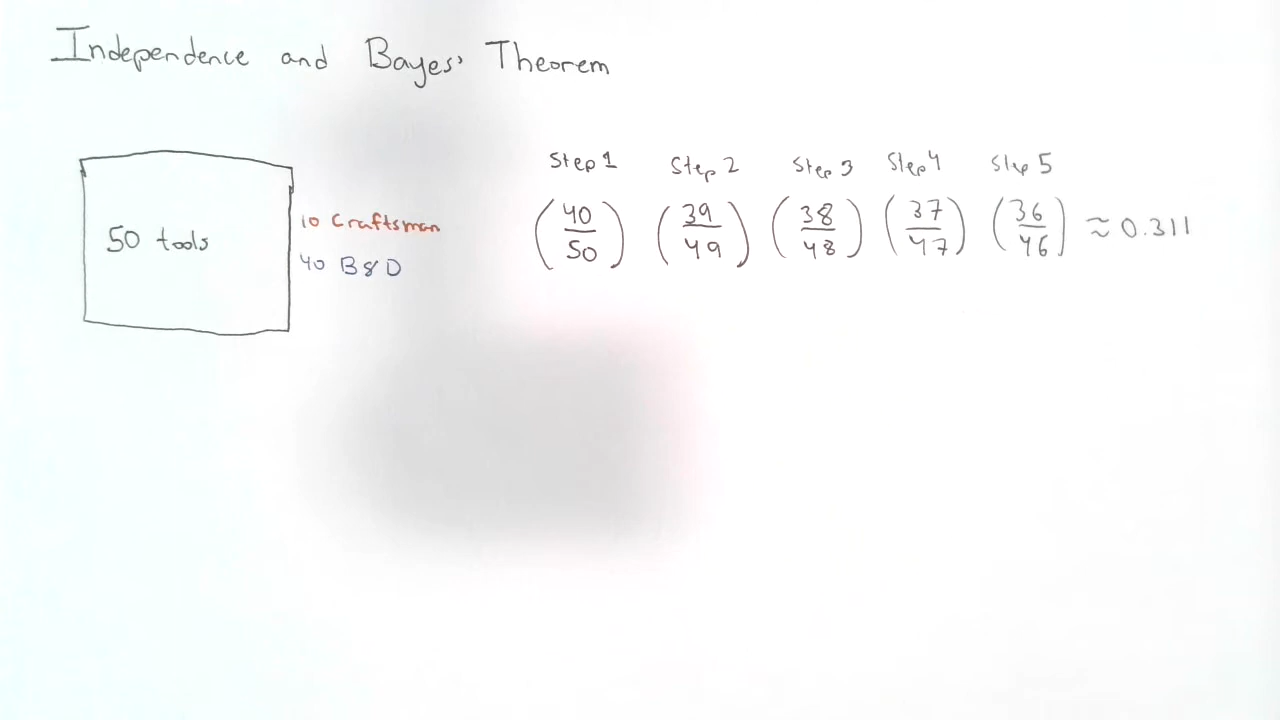 Independence and Bayes' Theorem
50 tools
10 Craftsman
40 B&D
Step 1 Step 2 Step 3 Step 4 Step 5
(40/50) (39/49) (38/48) (37/47) (36/46) ≈ 0.311